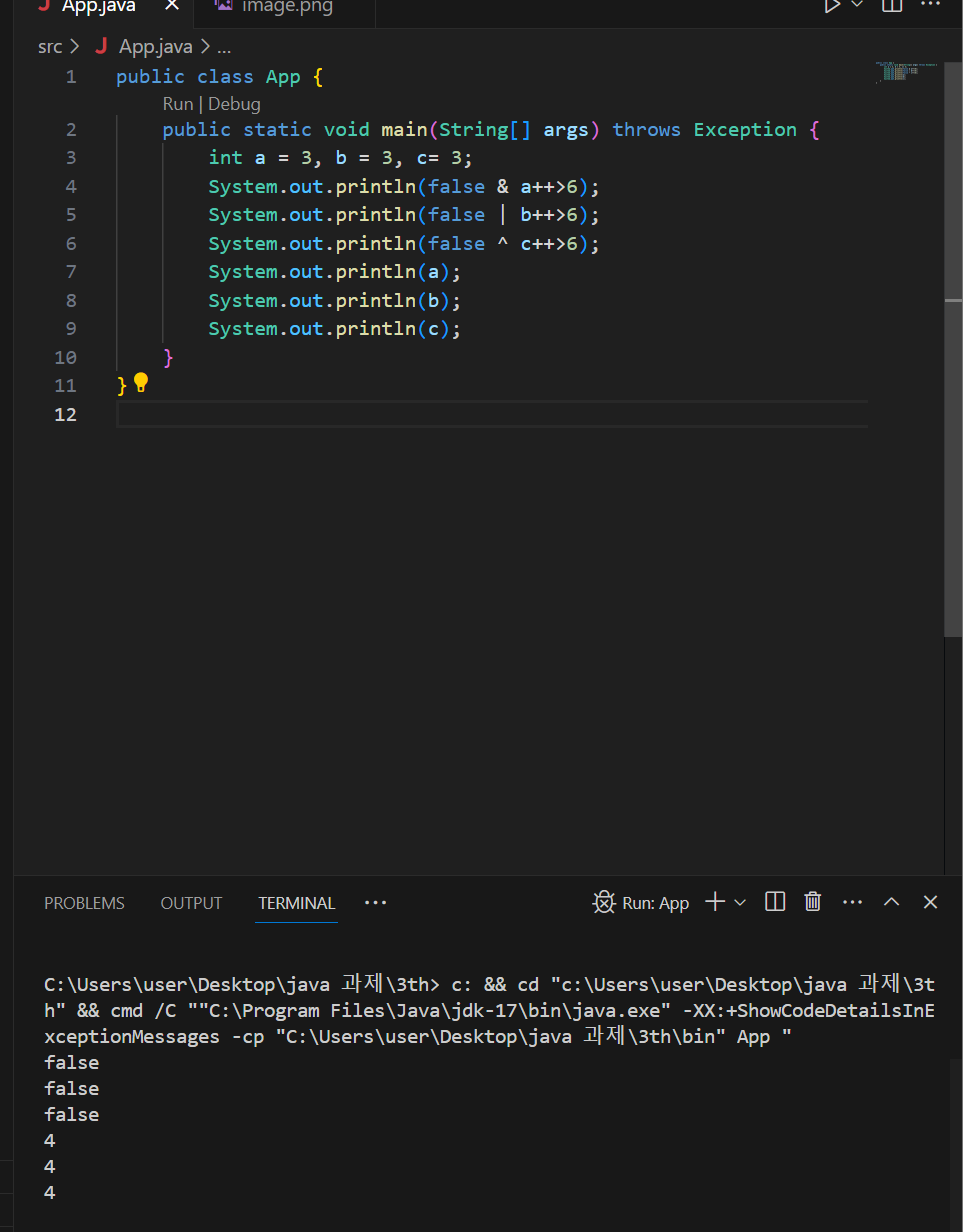 App.java image.png
src > App.java > ...
1 public class App {
Run | Debug
2 public static void main(String[] args) throws Exception {
3 int a = 3, b = 3, c= 3;
4 System.out.println(false & a++>6);
5 System.out.println(false | b++>6);
6 System.out.println(false ^ c++>6);
7 System.out.println(a);
8 System.out.println(b);
9 System.out.println(c);
10 }
11 }
12
PROBLEMS OUTPUT TERMINAL ... Run: App
C:\Users\user\Desktop\java 과제\3th> c: && cd "c:\Users\user\Desktop\java 과제\3t
h" && cmd /C ""C:\Program Files\Java\jdk-17\bin\java.exe" -XX:+ShowCodeDetailsInE
xceptionMessages -cp "C:\Users\user\Desktop\java 과제\3th\bin" App "
false
false
false
4
4
4